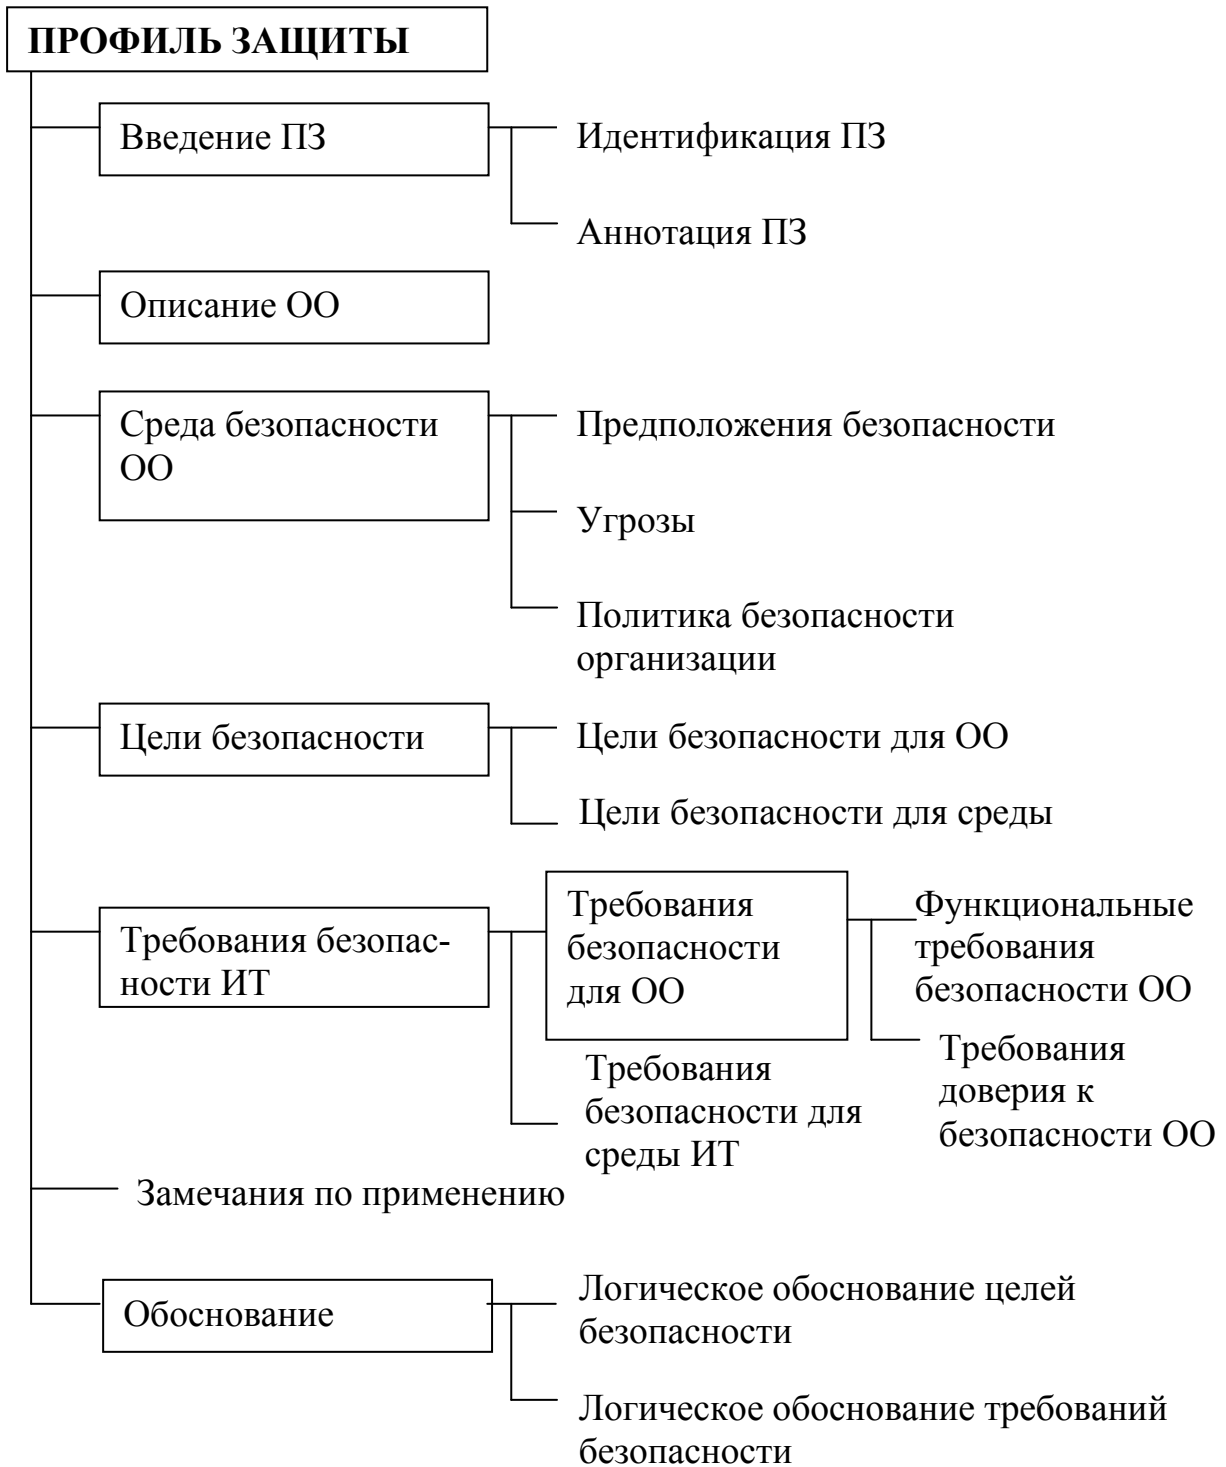 ПРОФИЛЬ ЗАЩИТЫ
Введение ПЗ
Идентификация ПЗ
Аннотация ПЗ
Описание ОО
Среда безопасности
ОО
Предположения безопасности
Угрозы
Политика безопасности
организации
Цели безопасности
Цели безопасности для ОО
Цели безопасности для среды
Требования безопас-
ности ИТ
Требования
безопасности
для ОО
Функциональные
требования
безопасности ОО
Требования
доверия к
безопасности ОО
Требования
безопасности для
среды ИТ
Замечания по применению
Обоснование
Логическое обоснование целей
безопасности
Логическое обоснование требований
безопасности